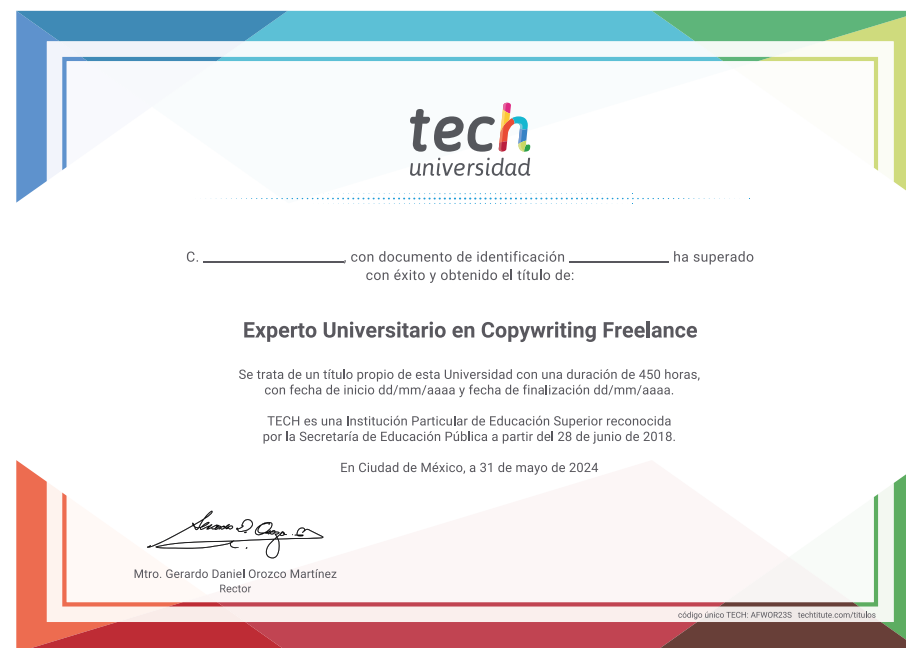 tech
universidad
C. ____________, con documento de identificación ____________ ha superado
con éxito y obtenido el título de:
Experto Universitario en Copywriting Freelance
Se trata de un título propio de esta Universidad con una duración de 450 horas,
con fecha de inicio dd/mm/aaaa y fecha de finalización dd/mm/aaaa.
TECH es una Institución Particular de Educación Superior reconocida
por la Secretaría de Educación Pública a partir del 28 de junio de 2018.
En Ciudad de México, a 31 de mayo de 2024
Mtro. Gerardo Daniel Orozco Martínez
Rector
código único TECH: AFWOR23S techtitute.com/titulos